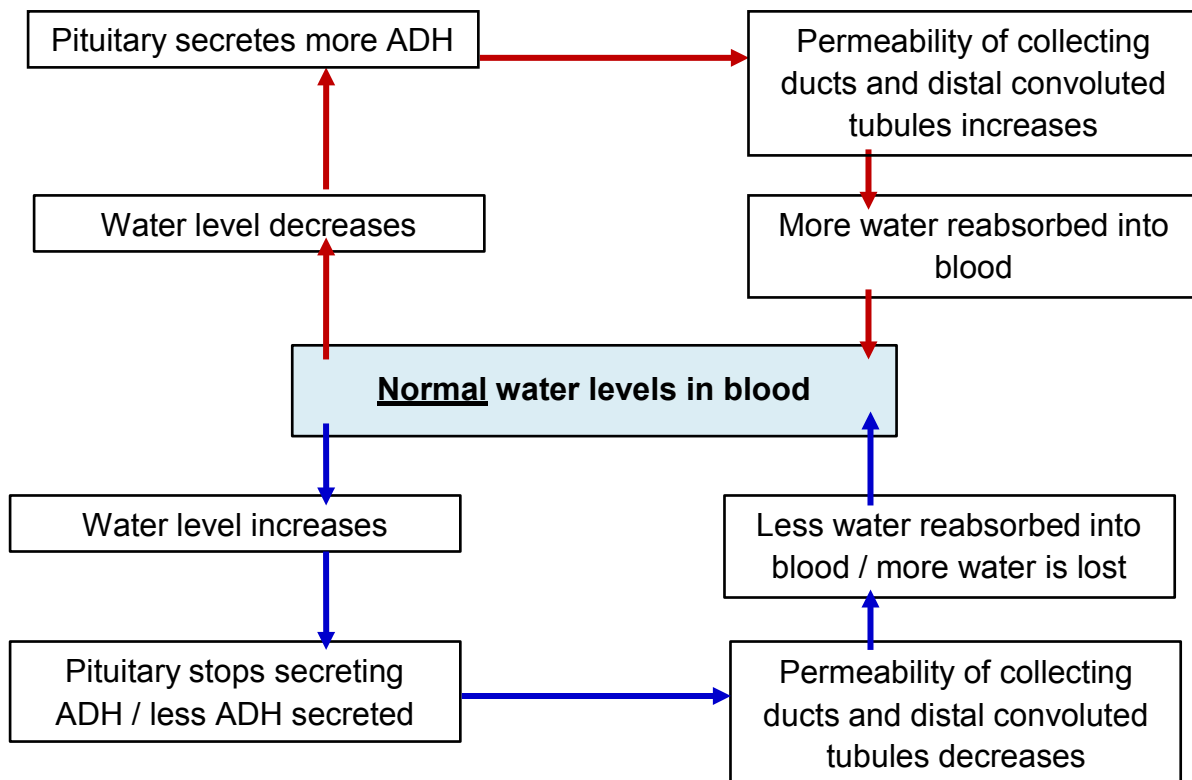 Pituitary secretes more ADH
Permeability of collecting
ducts and distal convoluted
tubules increases
Water level decreases
More water reabsorbed into
blood
Normal water levels in blood
Water level increases
Less water reabsorbed into
blood / more water is lost
Pituitary stops secreting
ADH / less ADH secreted
Permeability of collecting
ducts and distal convoluted
tubules decreases